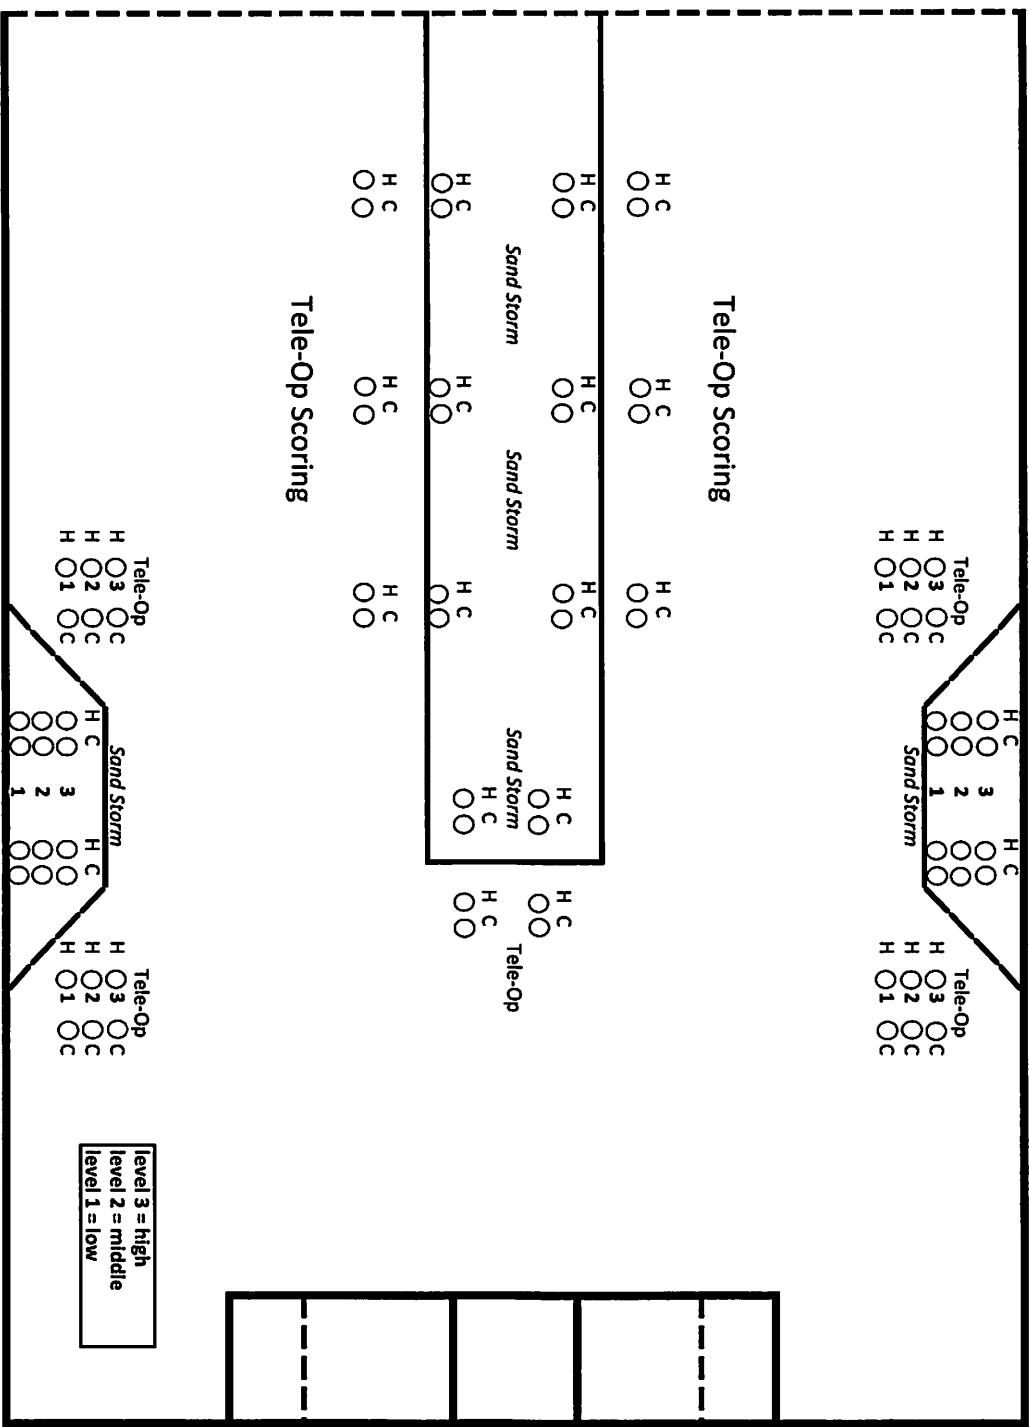 H C H C
3
Tele-Op 2 Tele-Op
H 3 C 1 H 3 C
H 2 C Sand Storm H 2 C
H 1 C H 1 C
Tele-Op Scoring
H C H C H C
H C H C H C
H C H C
Sand Storm Sand Storm Sand Storm Tele-Op
H C H C
H C H C H C
H C H C H C
Tele-Op Scoring
Tele-Op Tele-Op
H 3 C Sand Storm H 3 C
H 2 C H C H C H 2 C
H 1 C 3 H 1 C
2
1
level 3 = high
level 2 = middle
level 1 = low